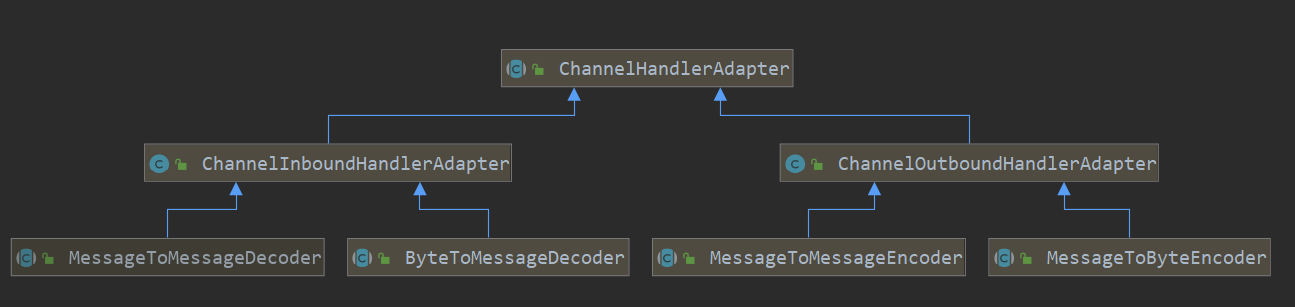 ChannelHandlerAdapter
ChannelInboundHandlerAdapter
ChannelOutboundHandlerAdapter
MessageToMessageDecoder
ByteToMessageDecoder
MessageToMessageEncoder
MessageToByteEncoder